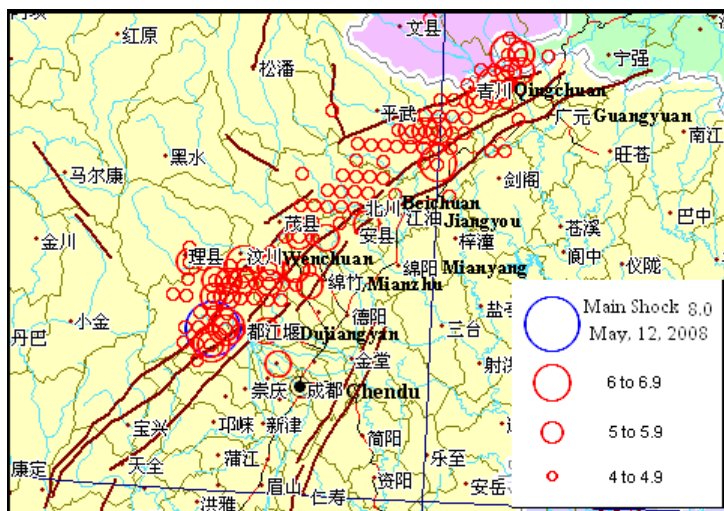 文县
红原
宁强
松潘
青川 Qingchuan
平武
广元 Guangyuan
南江
黑水
旺苍
马尔康
剑阁
北川 Beichuan
巴中
茂县
江油 Jiangyou
苍溪
安县
金川
梓潼
理县
汶川 Wenchuan
阆中
仪陇
绵阳 Mianyang
绵竹 Mianzhu
盐亭
德阳
小金
丹巴
都江堰 Dujiangyan
三台
金堂
射洪
崇庆
成都 Chendu
宝兴
邛崃
新津
简阳
天全
蒲江
乐至
康定
资阳
安岳
眉山
仁寿
洪雅
Main Shock 8.0
May, 12, 2008
6 to 6.9
5 to 5.9
4 to 4.9